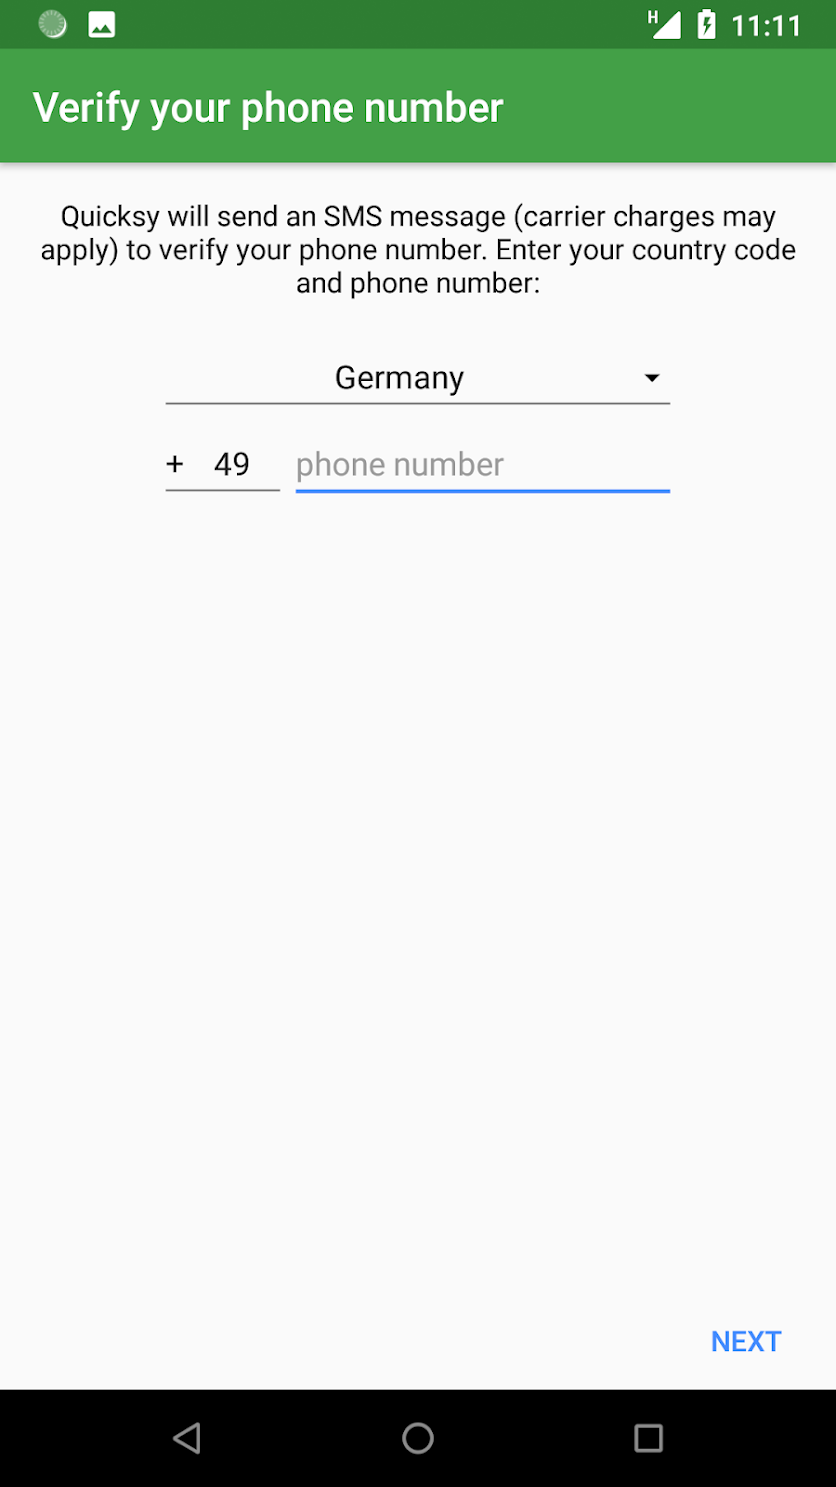 H 11:11
Verify your phone number
Quicksy will send an SMS message (carrier charges may
apply) to verify your phone number. Enter your country code
and phone number:
Germany
+ 49 phone number
NEXT